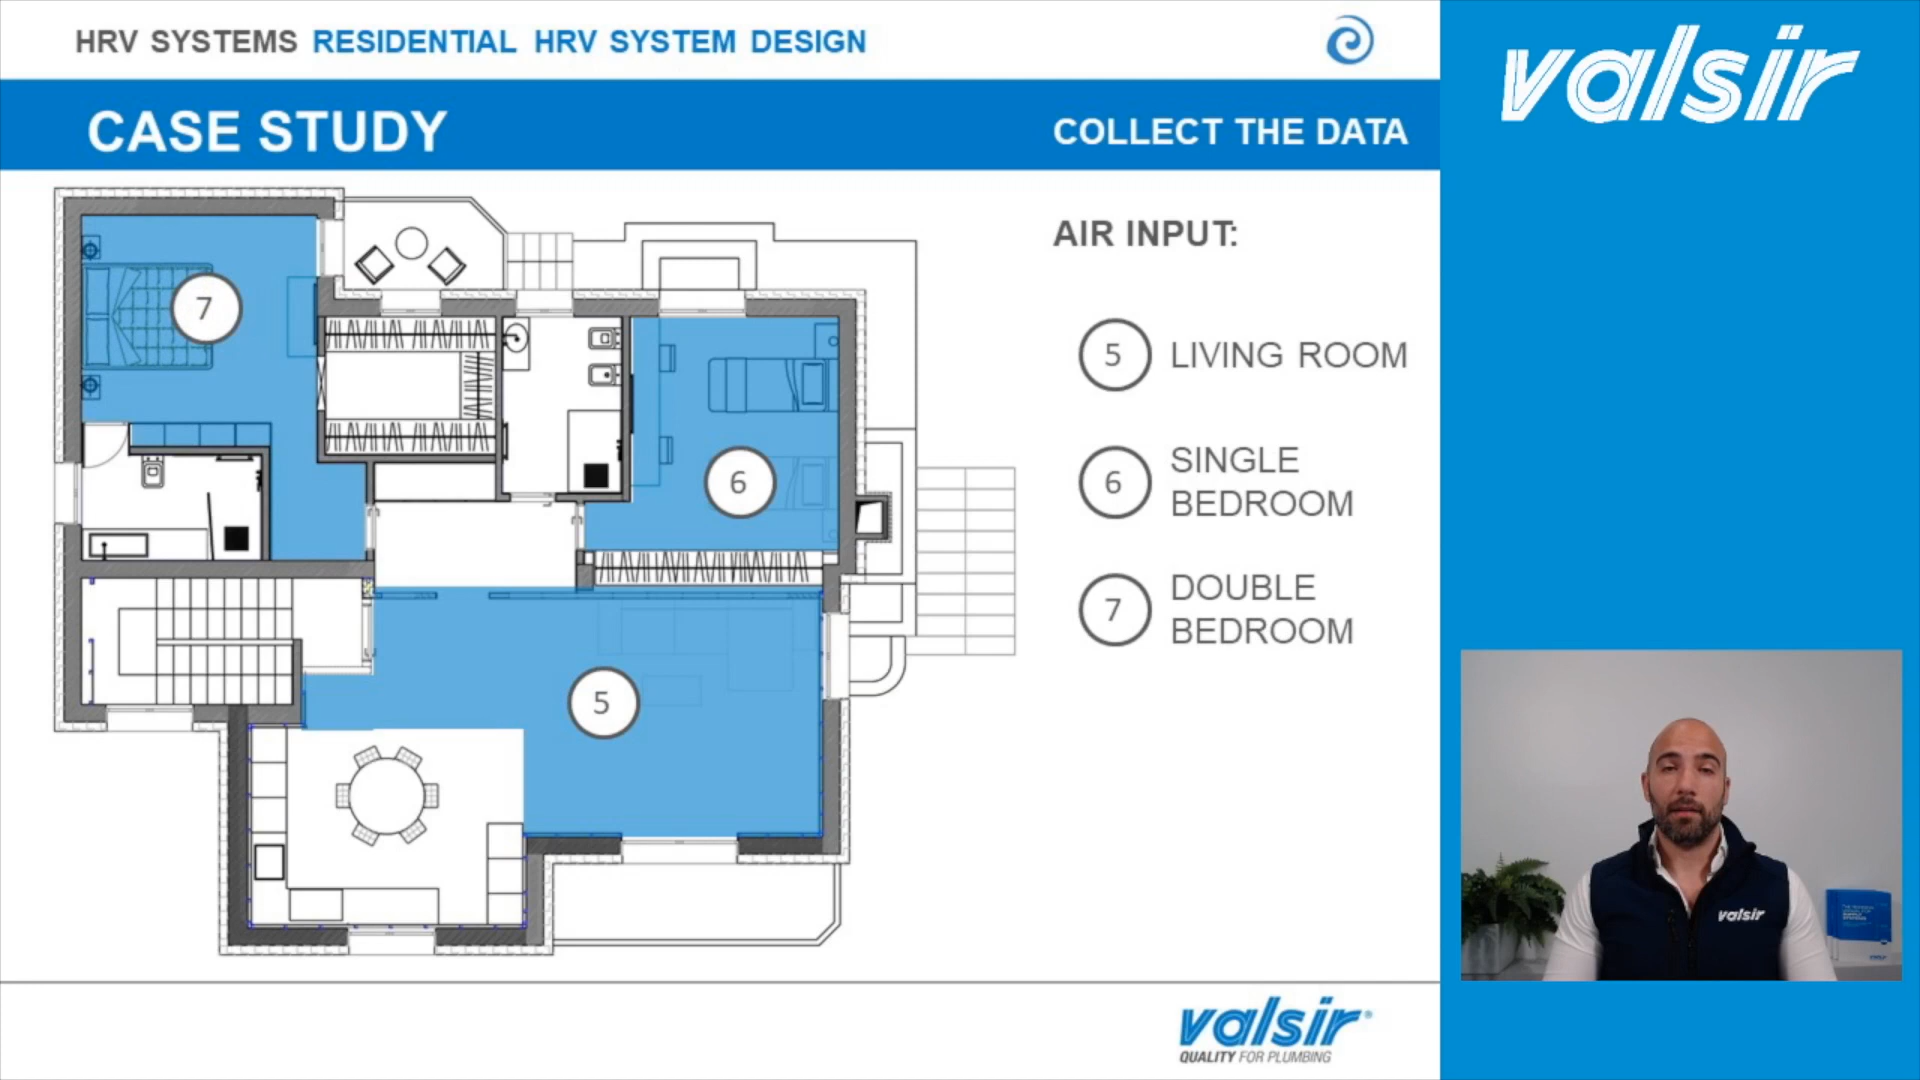 HRV SYSTEMS RESIDENTIAL HRV SYSTEM DESIGN
valsir
CASE STUDY
COLLECT THE DATA
AIR INPUT:
7
6
5
5 LIVING ROOM
6 SINGLE
BEDROOM
7 DOUBLE
BEDROOM
valsir
valsir®
QUALITY FOR PLUMBING